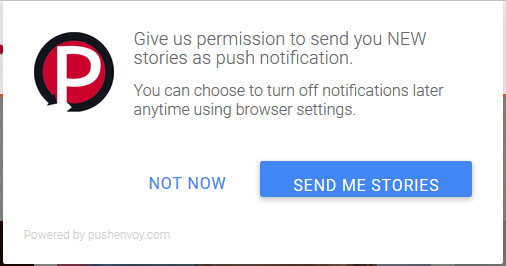 P
Give us permission to send you NEW
stories as push notification.
You can choose to turn off notifications later
anytime using browser settings.
NOT NOW
SEND ME STORIES
Powered by pushenvoy.com